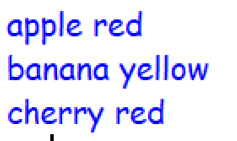 apple red
banana yellow
cherry red